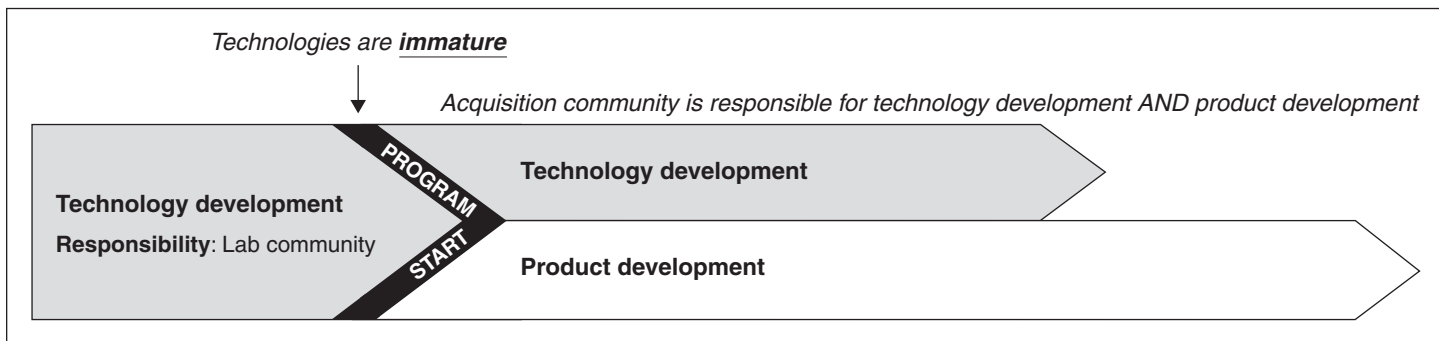 Technologies are immature
Acquisition community is responsible for technology development AND product development
Technology development
Responsibility: Lab community
PROGRAM
START
Technology development
Product development